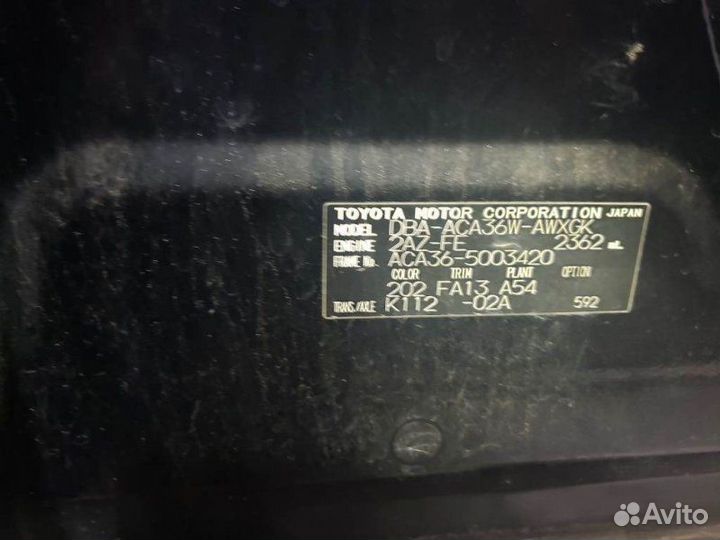 TOYOTA MOTOR CORPORATION JAPAN
MODEL DBA-ACA36W-AWXGK
ENGINE 2AZ-FE 2362 mL
FRAME No. ACA36-5003420
COLOR TRIM PLANT OPTION
202 FA13 A54
TRANS./AXLE K112 -02A 592
Avito